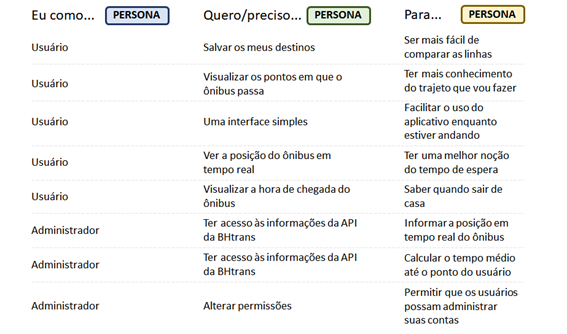 Eu como... PERSONA Quero/preciso... PERSONA Para... PERSONA
Usuário
Salvar os meus destinos
Ser mais fácil de
comparar as linhas
Usuário
Visualizar os pontos em que o
ônibus passa
Ter mais conhecimento
do trajeto que vou fazer
Usuário
Uma interface simples
Facilitar o uso do
aplicativo enquanto
estiver andando
Usuário
Ver a posição do ônibus em
tempo real
Ter uma melhor noção
do tempo de espera
Usuário
Visualizar a hora de chegada do
ônibus
Saber quando sair de
casa
Administrador
Ter acesso às informações da API
da BHtrans
Informar a posição em
tempo real do ônibus
Administrador
Ter acesso às informações da API
da BHtrans
Calcular o tempo médio
até o ponto do usuário
Administrador
Alterar permissões
Permitir que os usuários
possam administrar
suas contas